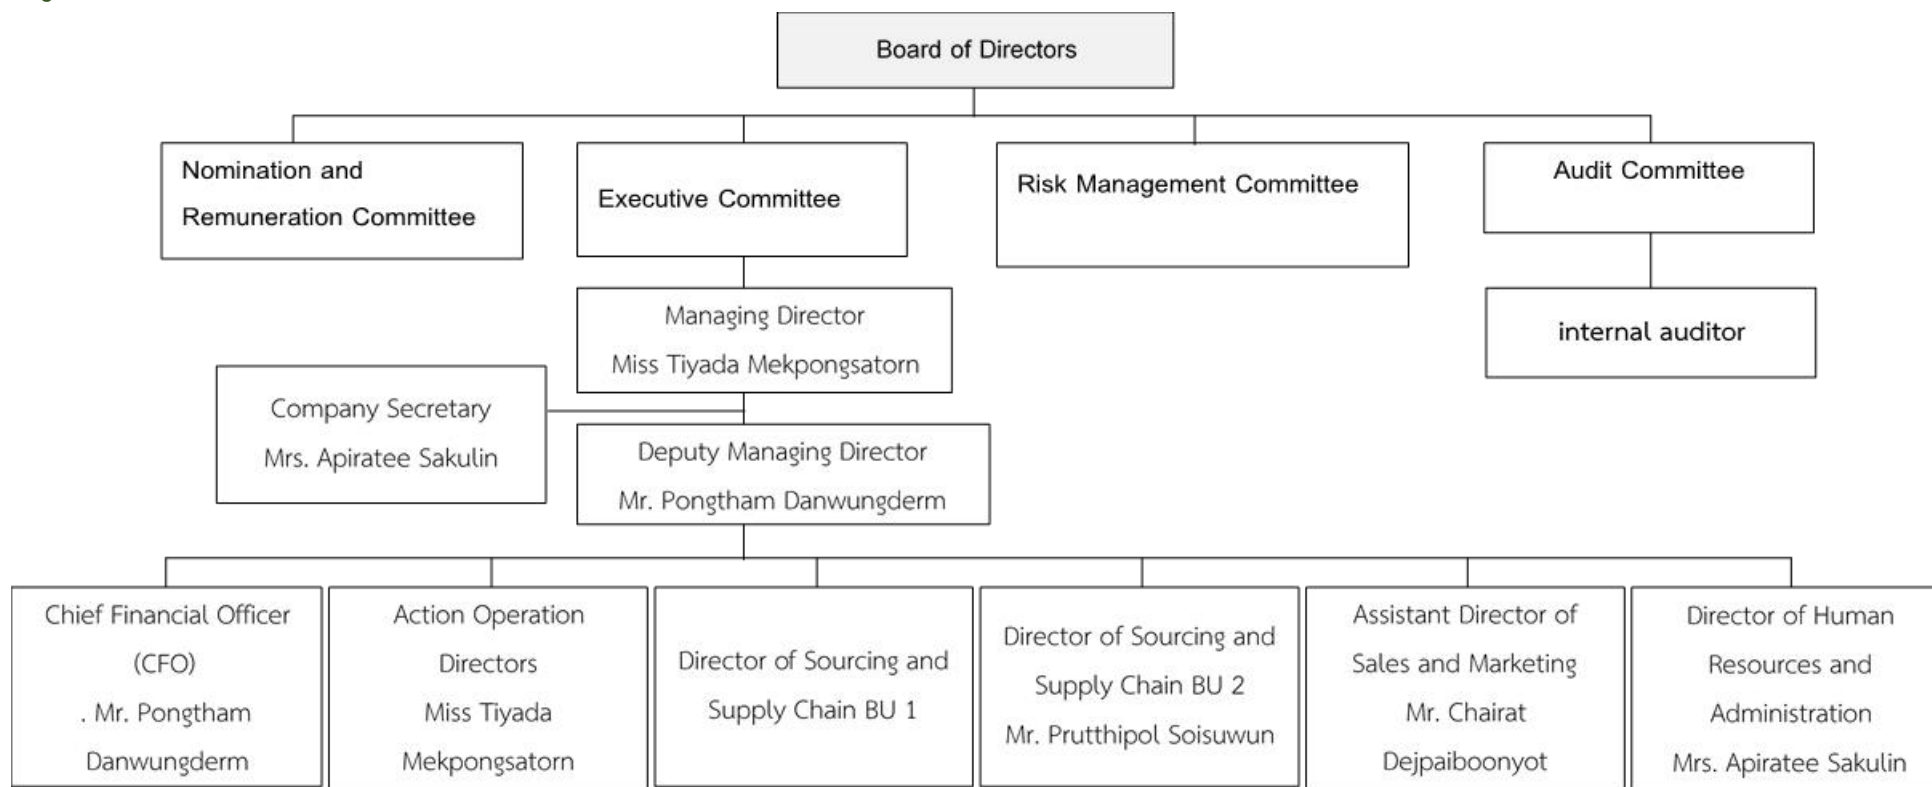 Board of Directors
Nomination and
Remuneration Committee
Executive Committee
Risk Management Committee
Audit Committee
Managing Director
Miss Tiyada Mekpongsatorn
internal auditor
Company Secretary
Mrs. Apiratee Sakulin
Deputy Managing Director
Mr. Pongtham Danwungderm
Chief Financial Officer
(CFO)
. Mr. Pongtham
Danwungderm
Action Operation
Directors
Miss Tiyada
Mekpongsatorn
Director of Sourcing and
Supply Chain BU 1
Director of Sourcing and
Supply Chain BU 2
Mr. Prutthipol Soisuwun
Assistant Director of
Sales and Marketing
Mr. Chairat
Dejpaiboonyot
Director of Human
Resources and
Administration
Mrs. Apiratee Sakulin